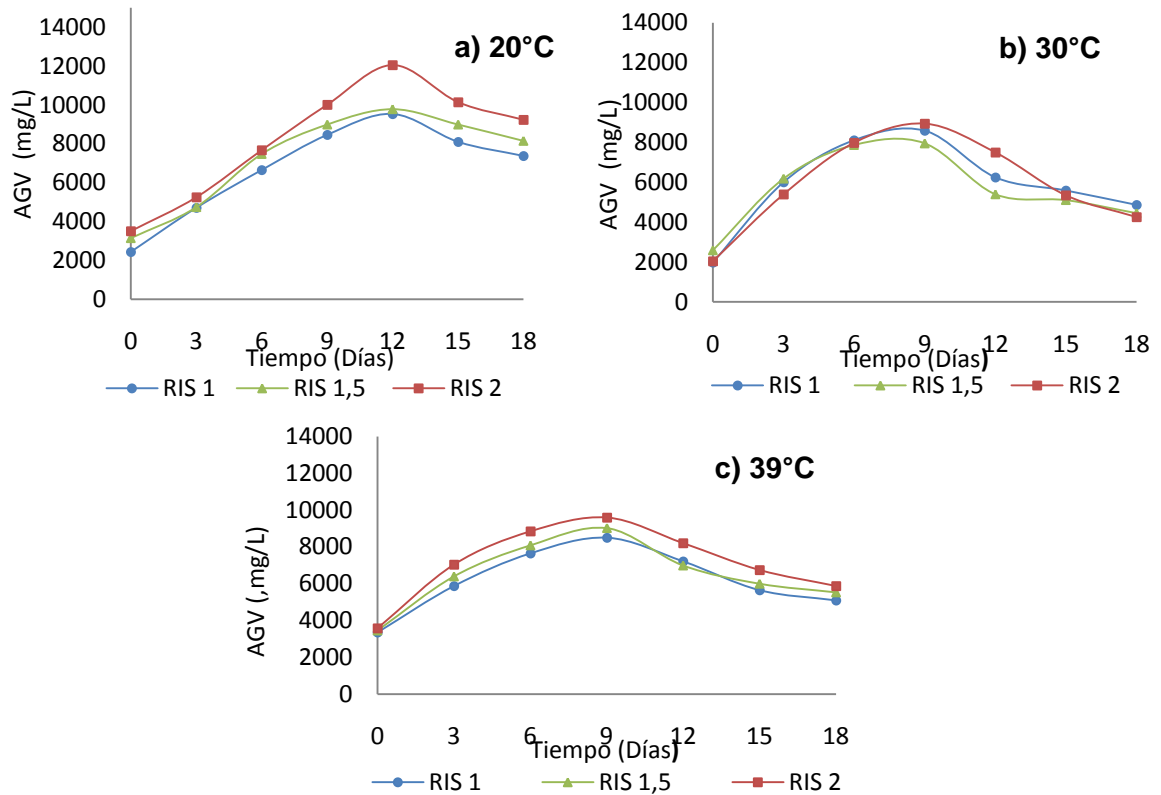 a) 20°C
AGV (mg/L)
14000
12000
10000
8000
6000
4000
2000
0
0 3 6 9 12 15 18
Tiempo (Días)
RIS 1 RIS 1,5 RIS 2
b) 30°C
AGV (mg/L)
14000
12000
10000
8000
6000
4000
2000
0
0 3 6 9 12 15 18
Tiempo (Días)
RIS 1 RIS 1,5 RIS 2
c) 39°C
AGV (,mg/L)
14000
12000
10000
8000
6000
4000
2000
0
0 3 6 9 12 15 18
Tiempo (Días)
RIS 1 RIS 1,5 RIS 2